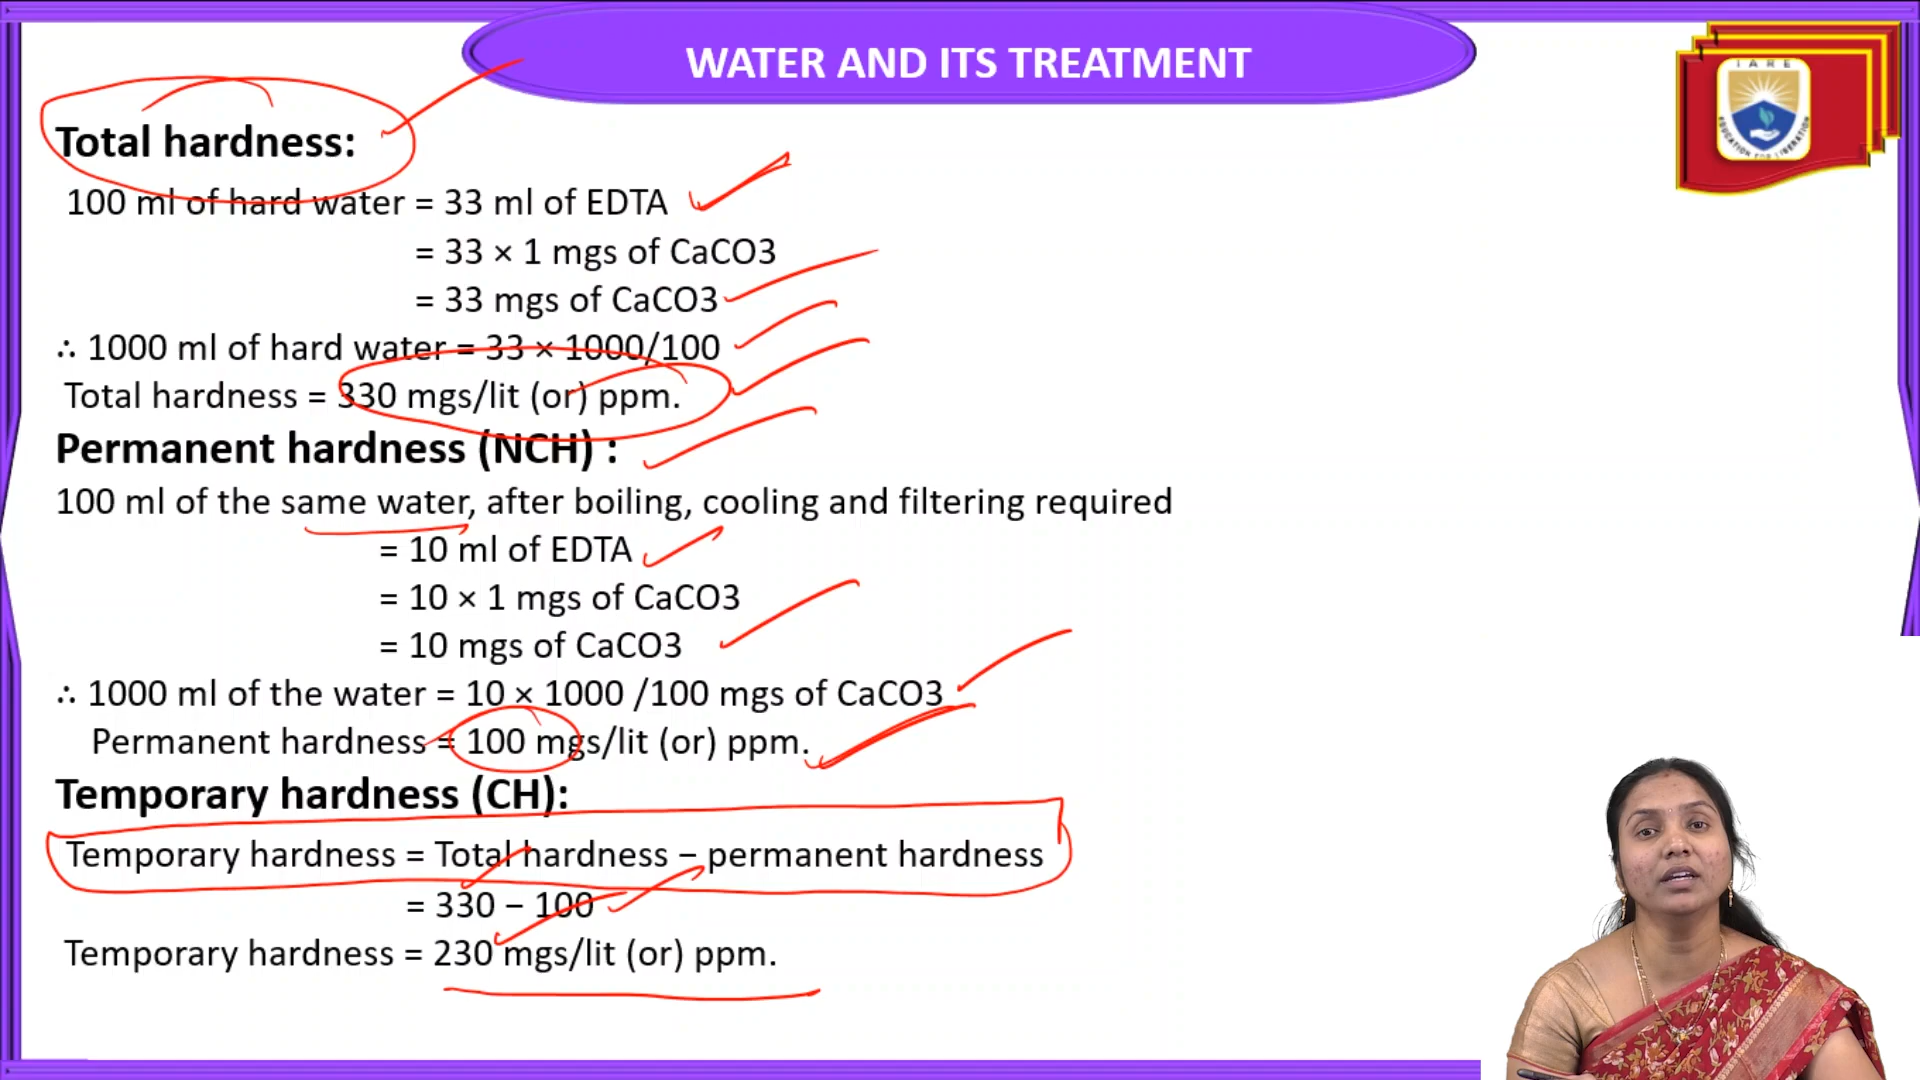 WATER AND ITS TREATMENT
IARE
EDUCATION FOR LIBERATION
Total hardness:
100 ml of hard water = 33 ml of EDTA
= 33 × 1 mgs of CaCO3
= 33 mgs of CaCO3
∴ 1000 ml of hard water = 33 × 1000/100
Total hardness = 330 mgs/lit (or) ppm.
Permanent hardness (NCH) :
100 ml of the same water, after boiling, cooling and filtering required
= 10 ml of EDTA
= 10 × 1 mgs of CaCO3
= 10 mgs of CaCO3
∴ 1000 ml of the water = 10 × 1000 /100 mgs of CaCO3
Permanent hardness = 100 mgs/lit (or) ppm.
Temporary hardness (CH):
Temporary hardness = Total hardness − permanent hardness
= 330 − 100
Temporary hardness = 230 mgs/lit (or) ppm.